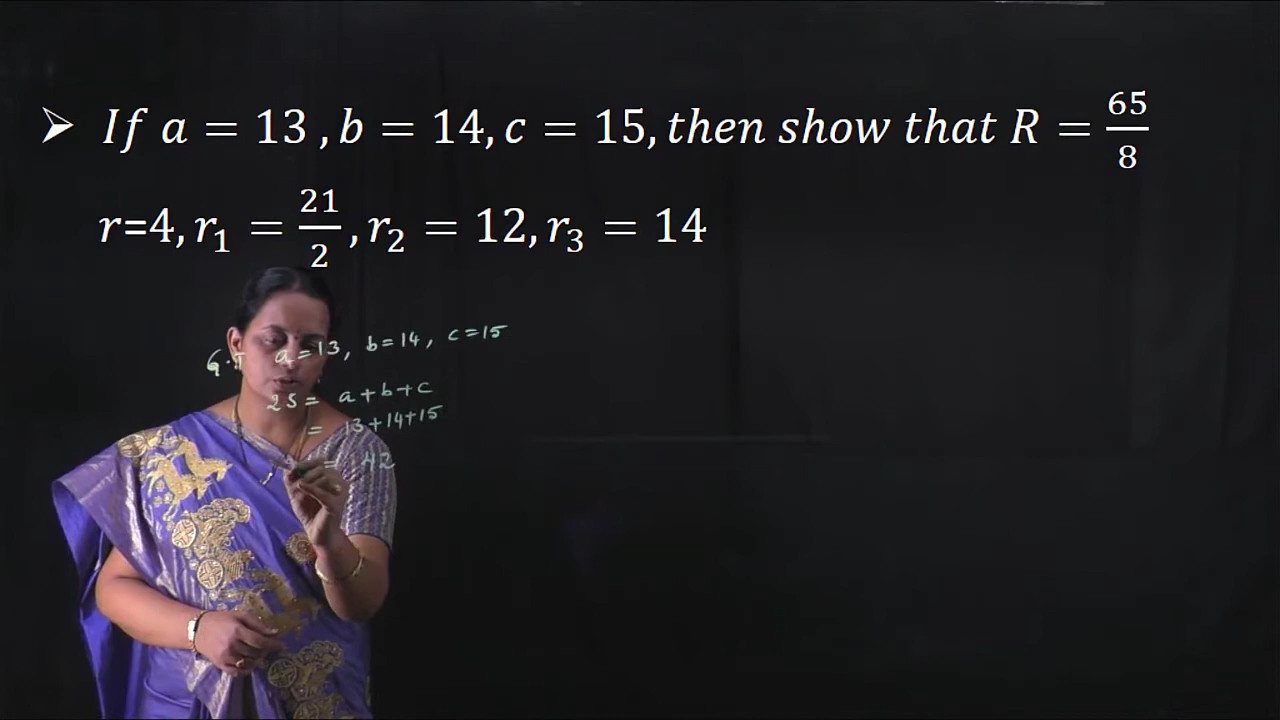 ➢ If a = 13 , b = 14, c = 15, then show that R = 65/8
r=4, r₁ = 21/2 , r₂ = 12, r₃ = 14
G.T a = 13, b = 14, c = 15
2S = a + b + c
= 13 + 14 + 15
= 42